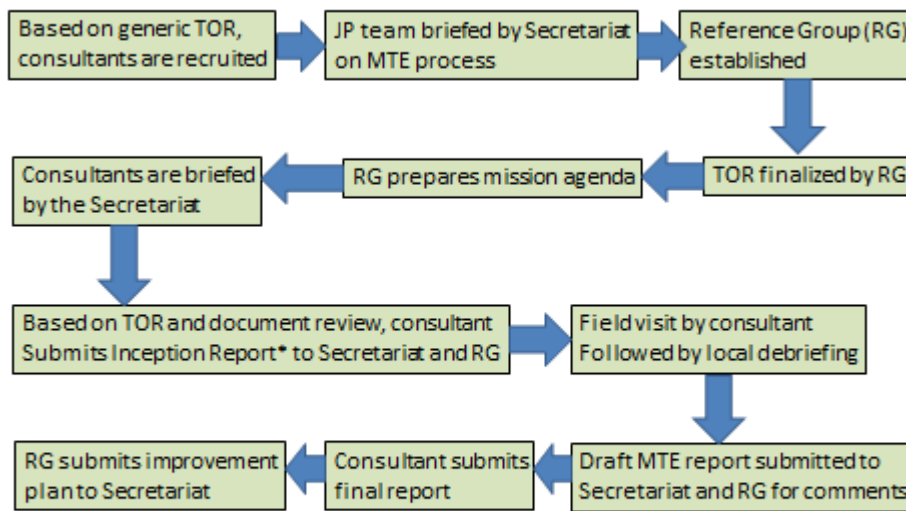 Based on generic TOR,
consultants are recruited
JP team briefed by Secretariat
on MTE process
Reference Group (RG)
established
TOR finalized by RG
RG prepares mission agenda
Consultants are briefed
by the Secretariat
Based on TOR and document review, consultant
Submits Inception Report* to Secretariat and RG
Field visit by consultant
Followed by local debriefing
Draft MTE report submitted to
Secretariat and RG for comments
Consultant submits
final report
RG submits improvement
plan to Secretariat